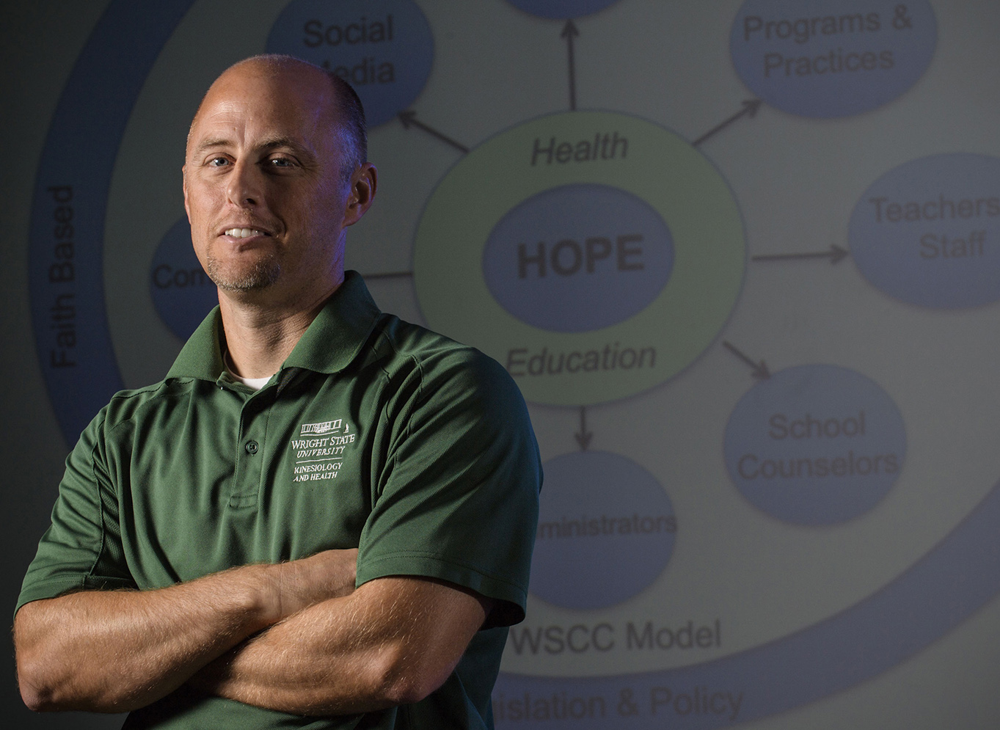 Social
Media
Programs &
Practices
Health
HOPE
Education
Teachers
Staff
Faith Based
Com
School
Counselors
ministrators
WSCC Model
islation & Policy
WRIGHT STATE
UNIVERSITY
KINESIOLOGY
AND HEALTH